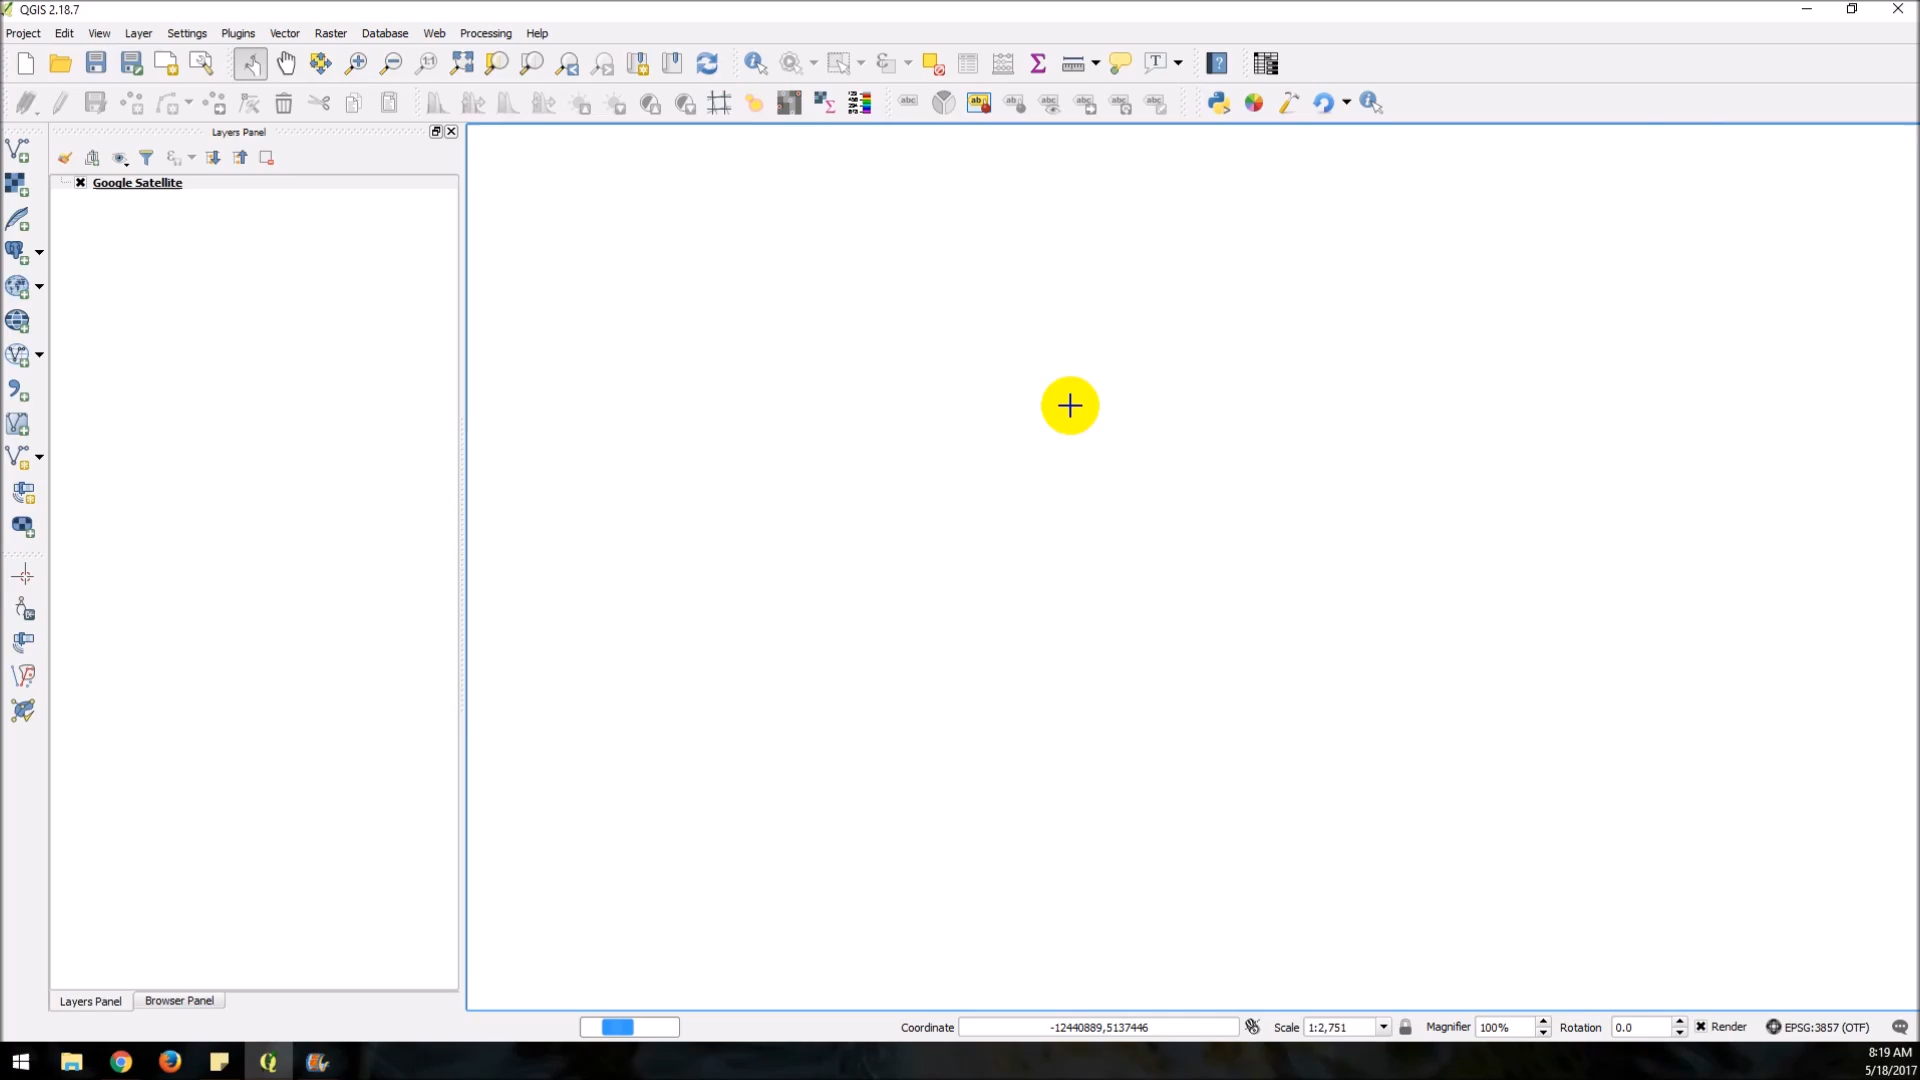 QGIS 2.18.7
Project Edit View Layer Settings Plugins Vector Raster Database Web Processing Help
Layers Panel
Google Satellite
Layers Panel Browser Panel
Coordinate -12440889,5137446 Scale 1:2,751 Magnifier 100% Rotation 0.0 Render EPSG:3857 (OTF)
8:19 AM
5/18/2017